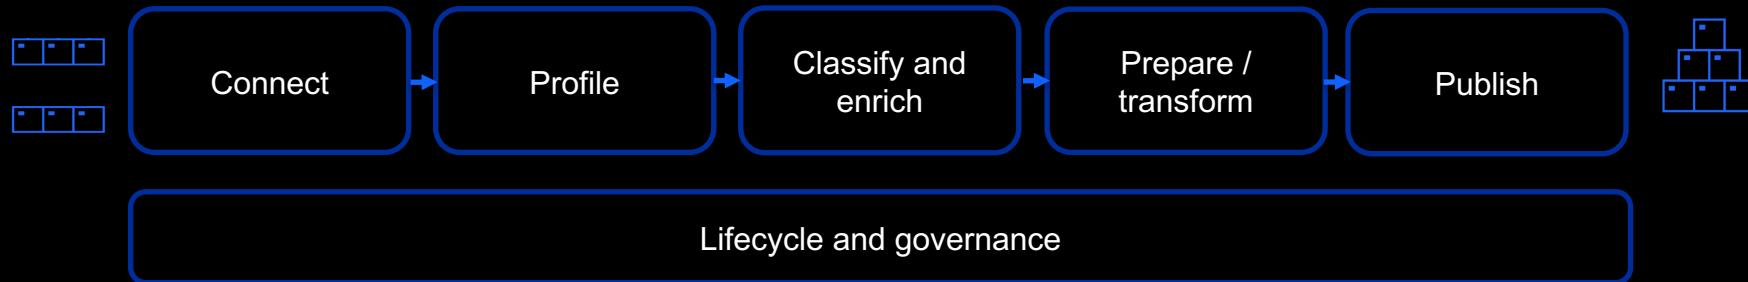 Connect
Profile
Classify and
enrich
Prepare /
transform
Publish
Lifecycle and governance